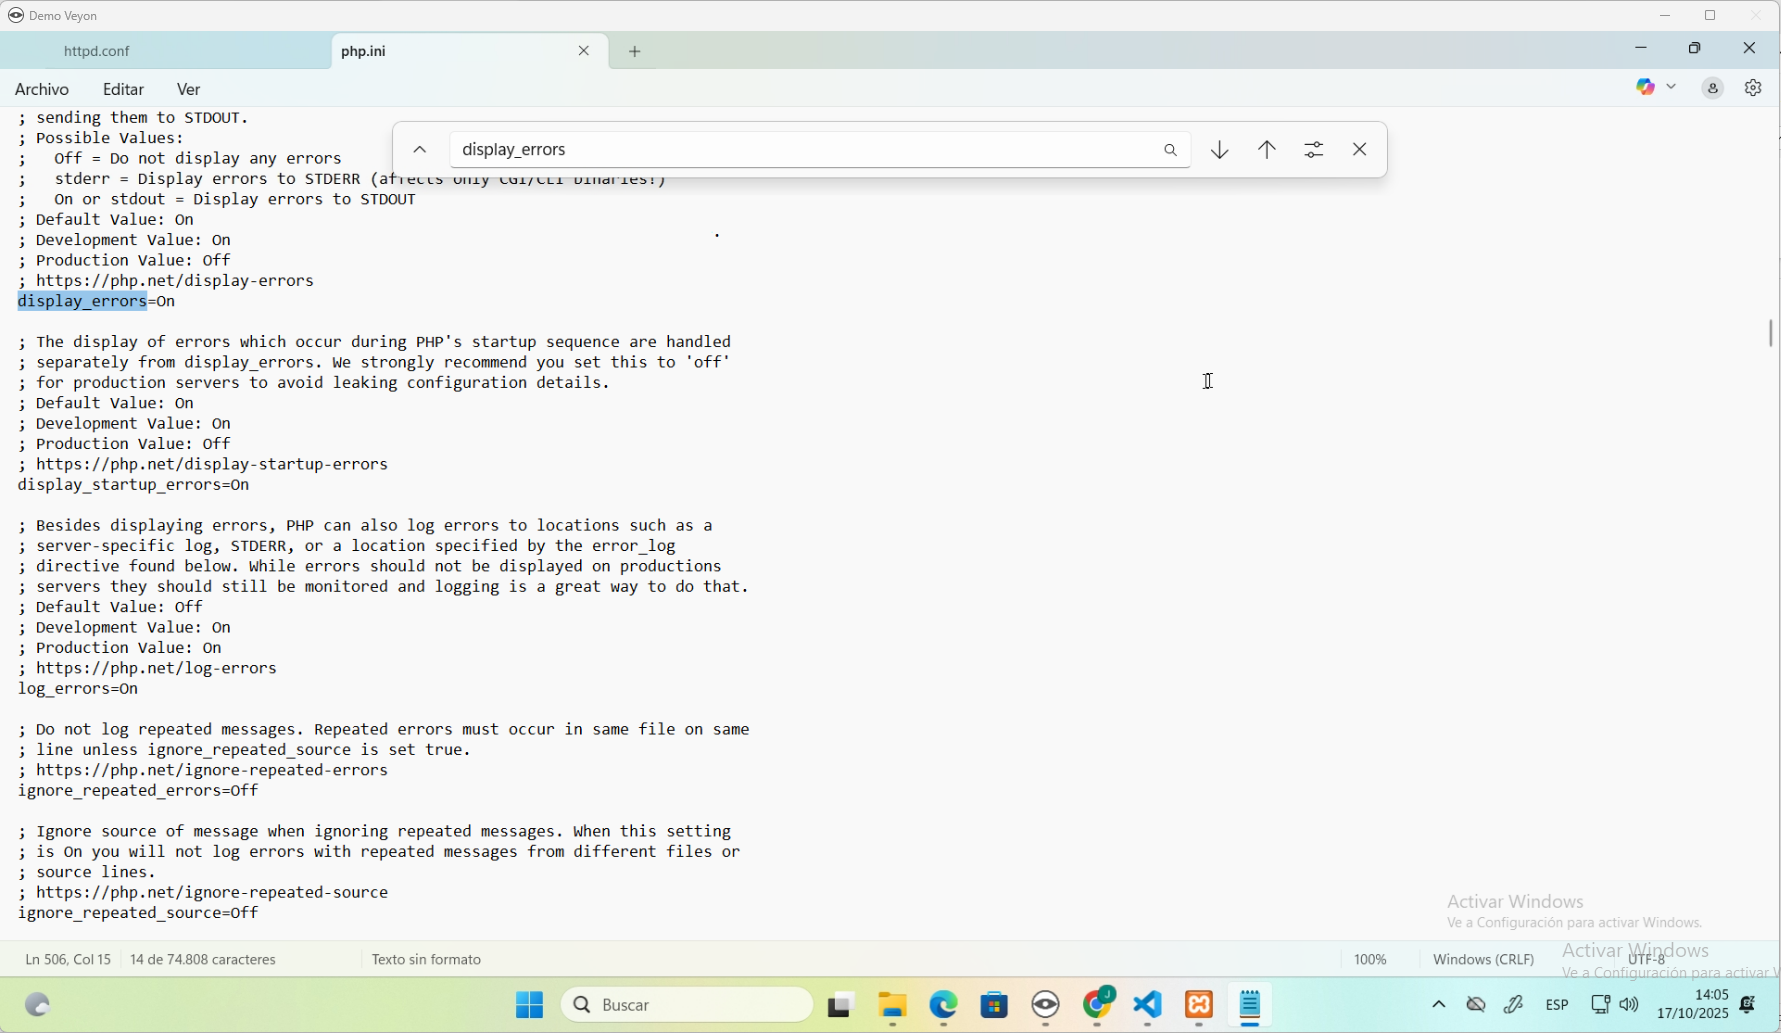 Demo Veyon
httpd.conf
php.ini
Archivo Editar Ver
; sending them to STDOUT.
; Possible Values:
;   Off = Do not display any errors
display_errors
;   stderr = Display errors to STDERR (affects only CGI/CLI binaries!)
;   On or stdout = Display errors to STDOUT
; Default Value: On
; Development Value: On
; Production Value: Off
; https://php.net/display-errors
display_errors=On
; The display of errors which occur during PHP's startup sequence are handled
; separately from display_errors. We strongly recommend you set this to 'off'
; for production servers to avoid leaking configuration details.
; Default Value: On
; Development Value: On
; Production Value: Off
; https://php.net/display-startup-errors
display_startup_errors=On
; Besides displaying errors, PHP can also log errors to locations such as a
; server-specific log, STDERR, or a location specified by the error_log
; directive found below. While errors should not be displayed on productions
; servers they should still be monitored and logging is a great way to do that.
; Default Value: Off
; Development Value: On
; Production Value: On
; https://php.net/log-errors
log_errors=On
; Do not log repeated messages. Repeated errors must occur in same file on same
; line unless ignore_repeated_source is set true.
; https://php.net/ignore-repeated-errors
ignore_repeated_errors=Off
; Ignore source of message when ignoring repeated messages. When this setting
; is On you will not log errors with repeated messages from different files or
; source lines.
; https://php.net/ignore-repeated-source
ignore_repeated_source=Off
Activar Windows
Ve a Configuración para activar Windows.
Ln 506, Col 15 14 de 74.808 caracteres Texto sin formato 100% Windows (CRLF) UTF-8
Activar Windows
Ve a Configuración para activar W
Buscar
J
ESP
14:05
17/10/2025